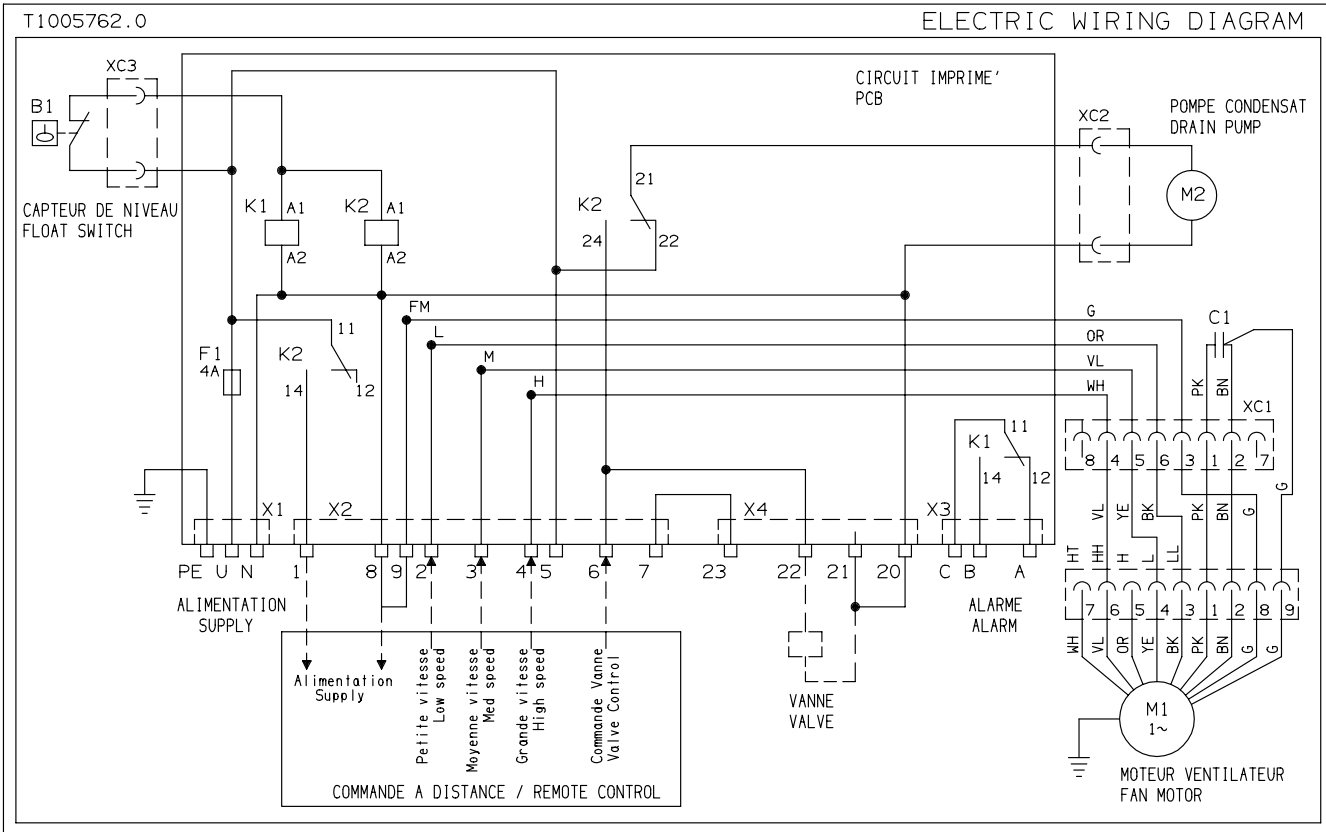 T1005762.0
ELECTRIC WIRING DIAGRAM
XC3
CIRCUIT IMPRIME'
PCB
B1
XC2
POMPE CONDENSAT
DRAIN PUMP
CAPTEUR DE NIVEAU
FLOAT SWITCH
K1
A1
A2
K2
A1
A2
K2
21
24
22
M2
FM
L
M
H
G
OR
VL
WH
C1
PK
BN
F1
4A
K2
11
14
12
K1
11
14
12
XC1
8
4
5
6
3
1
2
7
X1
X2
X4
X3
VL
YE
BK
PK
BN
G
G
HT
HH
H
L
LL
PE
U
N
1
8
9
2
3
4
5
6
7
23
22
21
20
C
B
A
7
6
5
4
3
1
2
8
9
ALIMENTATION
SUPPLY
ALARME
ALARM
WH
VL
OR
YE
BK
PK
BN
G
G
Alimentation
Supply
Petite vitesse
Low speed
Moyenne vitesse
Med speed
Grande vitesse
High speed
Commande Vanne
Valve Control
VANNE
VALVE
M1
1~
COMMANDE A DISTANCE / REMOTE CONTROL
MOTEUR VENTILATEUR
FAN MOTOR